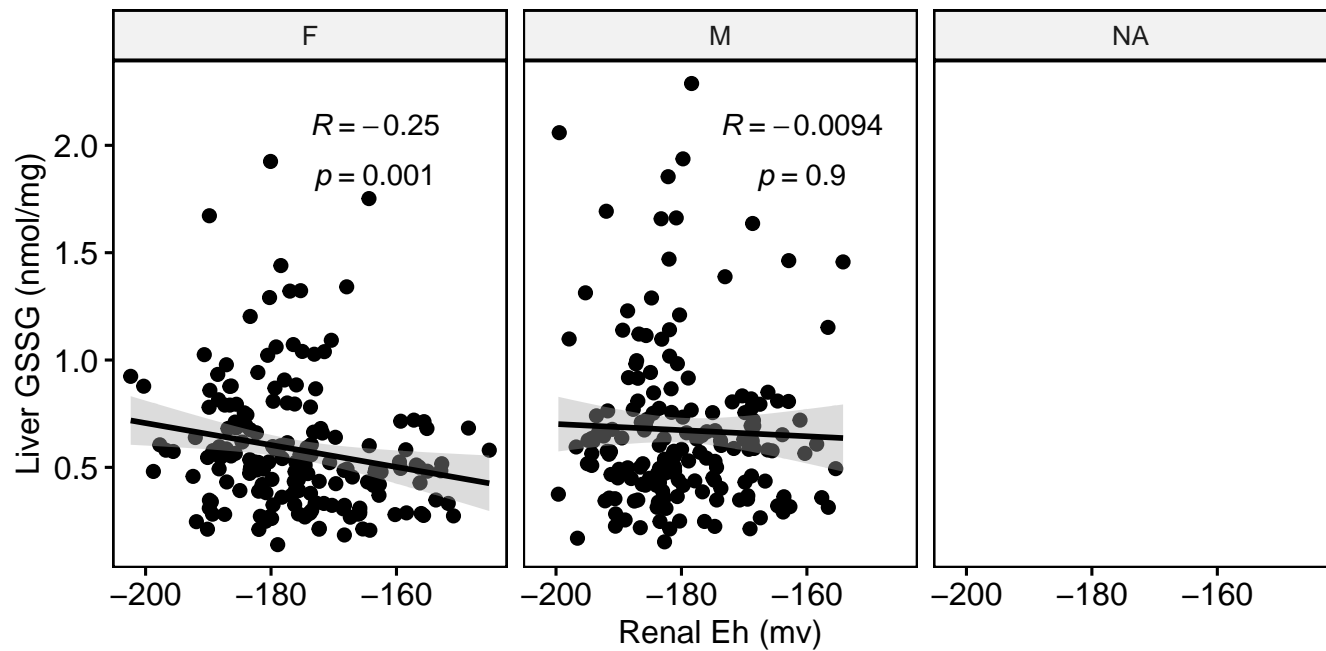 F M NA
R = −0.25 R = −0.0094
p = 0.001 p = 0.9
Liver GSSG (nmol/mg)
2.0
1.5
1.0
0.5
−200 −180 −160 −200 −180 −160 −200 −180 −160
Renal Eh (mv)